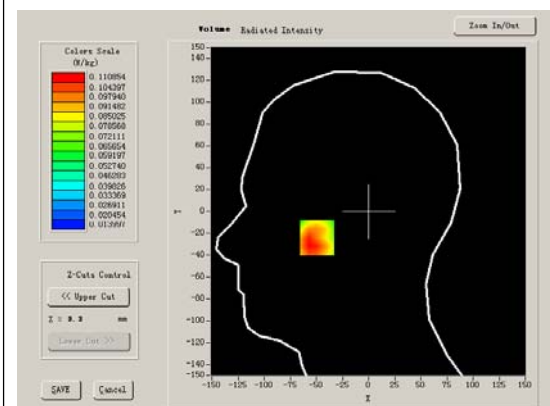 Volume Radiated Intensity
Zoom In/Out
Colors Scale
(W/kg)
0.110854
0.104397
0.097940
0.091482
0.085025
0.078568
0.072111
0.065654
0.059197
0.052740
0.046283
0.039826
0.033369
0.026911
0.020454
0.013997
Z-Cuts Control
<< Upper Cut
Z = mm
Lower Cut >>
SAVE
Cancel
150
140
120
100
80
60
40
20
0
-20
-40
-60
-80
-100
-120
-140
-150
Y
-150 -125 -100 -75 -50 -25 0 25 50 75 100 125 150
X